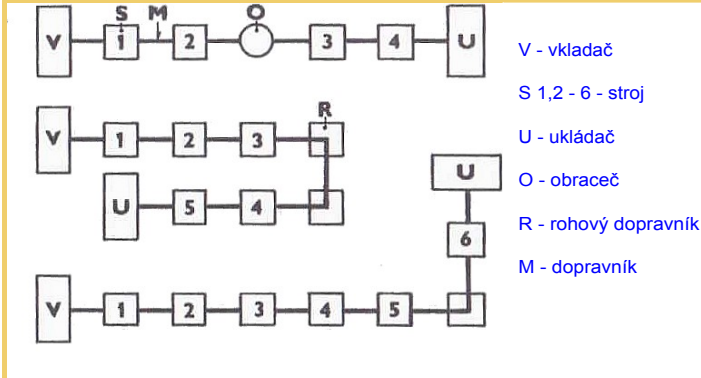 S M O
V 1 2 3 4 U
R
V 1 2 3
U 5 4
U
6
V 1 2 3 4 5
V - vkladač
S 1,2 - 6 - stroj
U - ukládač
O - obraceč
R - rohový dopravník
M - dopravník